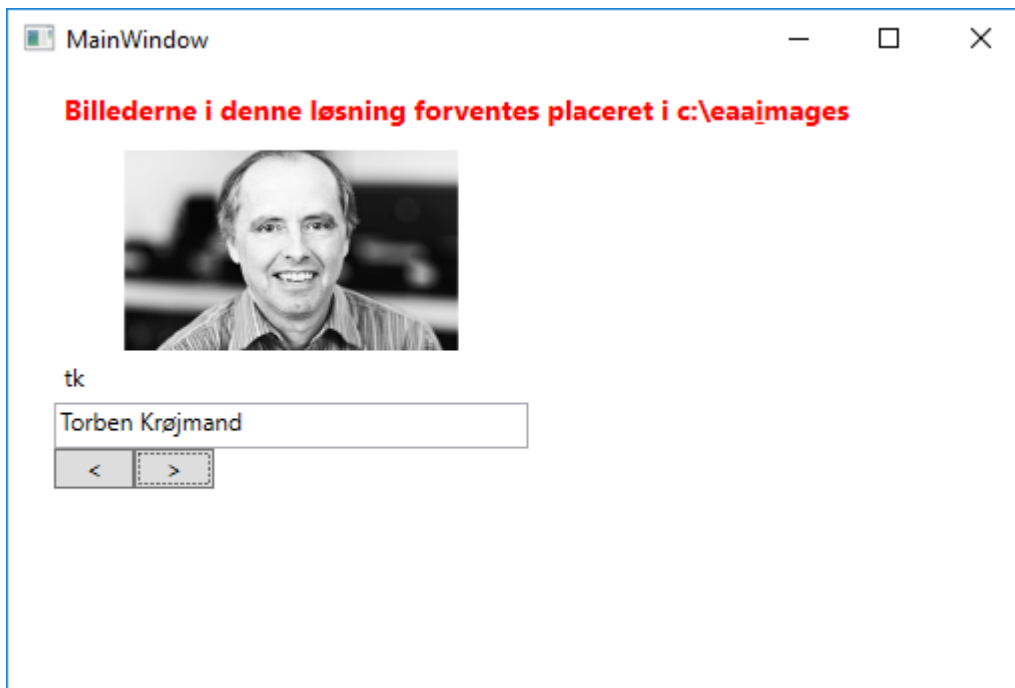 MainWindow
Billederne i denne løsning forventes placeret i c:\eaaimages
tk
Torben Krøjmand
< >